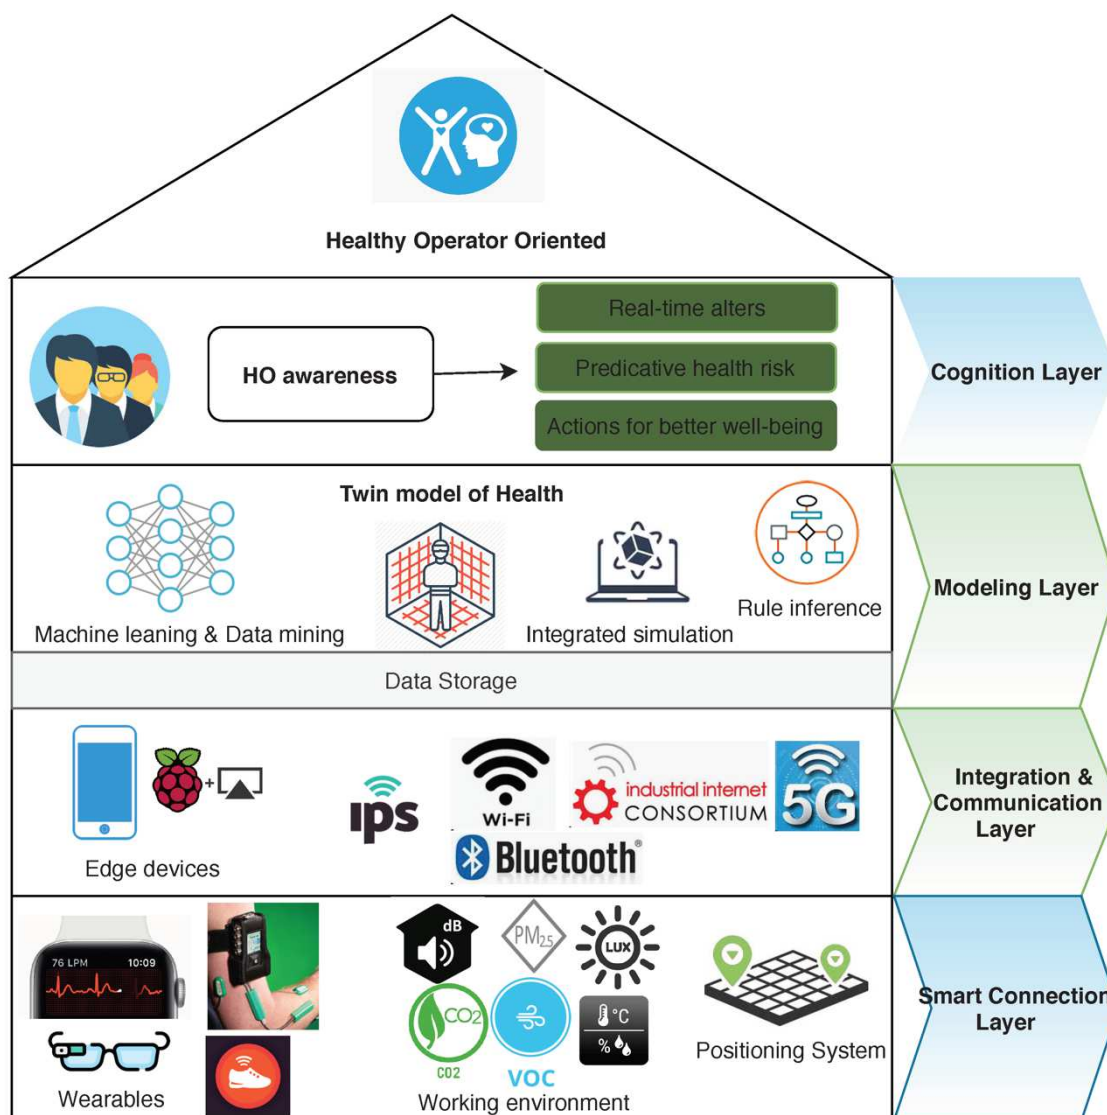 Healthy Operator Oriented
HO awareness
Real-time alters
Predicative health risk
Actions for better well-being
Cognition Layer
Twin model of Health
Machine leaning & Data mining
Integrated simulation
Rule inference
Modeling Layer
Data Storage
Edge devices
ips
Wi-Fi
industrial internet
CONSORTIUM
5G
Bluetooth®
Integration &
Communication
Layer
76 LPM 10:09
Wearables
dB
PM2.5
LUX
CO2
CO2
VOC
°C
%
Working environment
Positioning System
Smart Connection
Layer